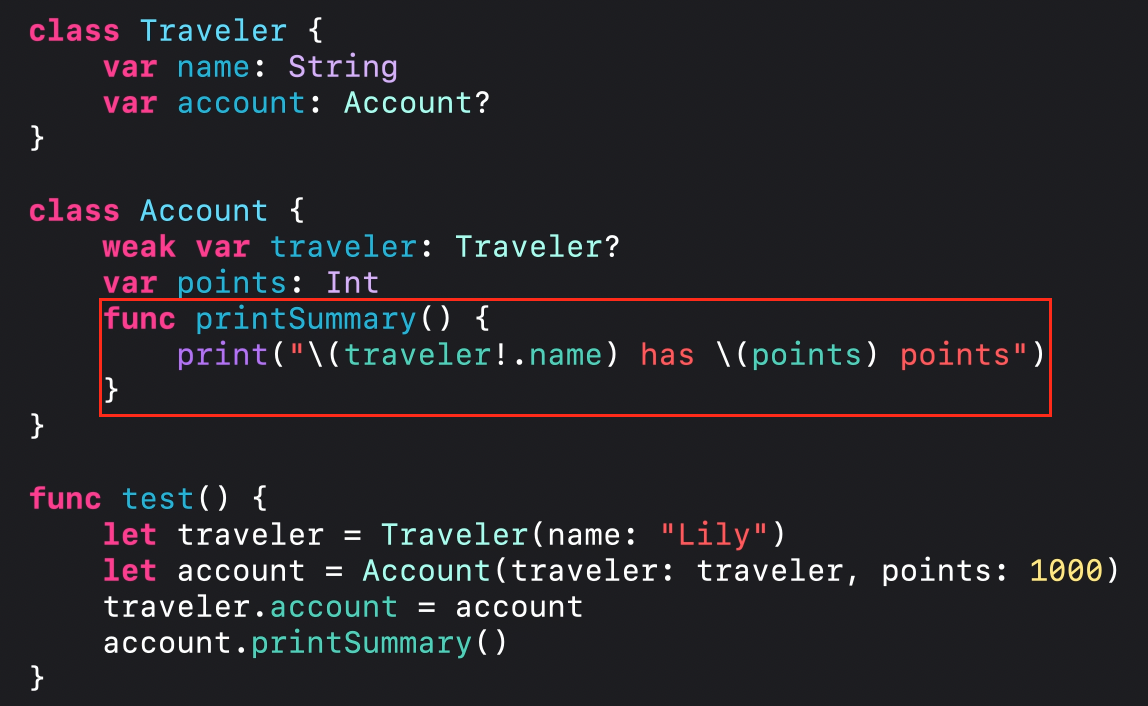 class Traveler {
    var name: String
    var account: Account?
}

class Account {
    weak var traveler: Traveler?
    var points: Int
    func printSummary() {
        print("\(traveler!.name) has \(points) points")
    }
}

func test() {
    let traveler = Traveler(name: "Lily")
    let account = Account(traveler: traveler, points: 1000)
    traveler.account = account
    account.printSummary()
}